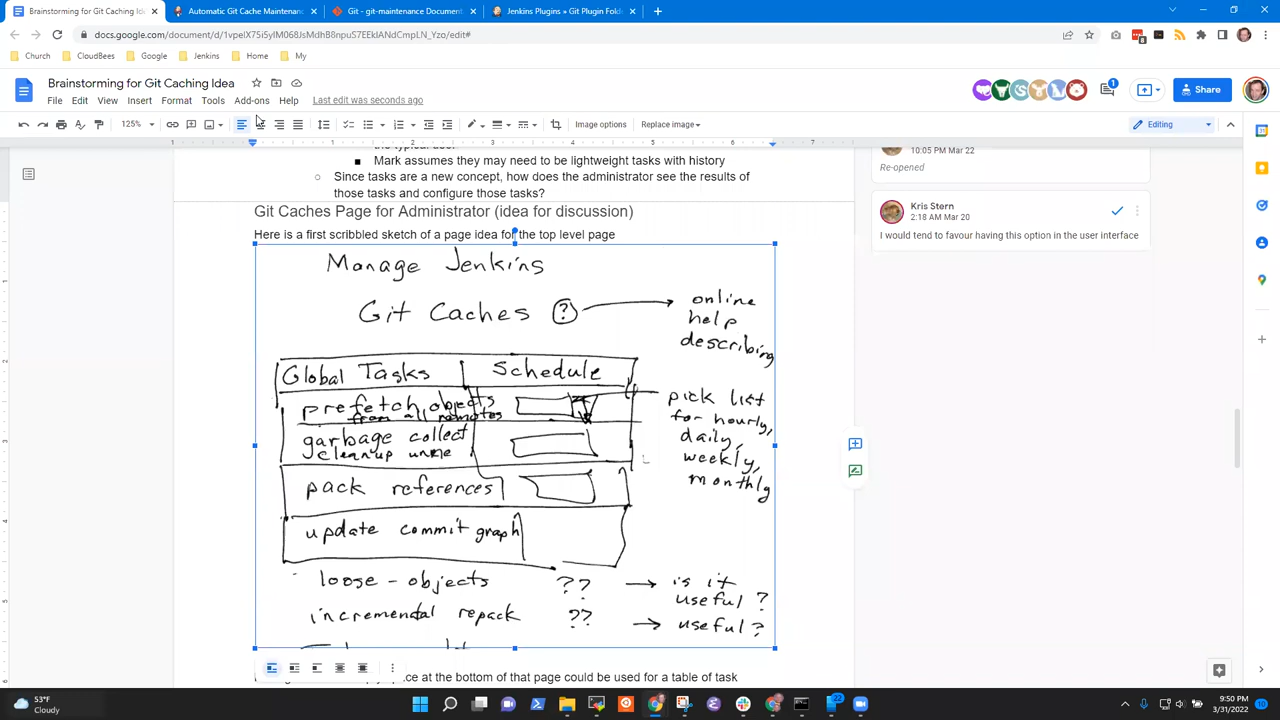 Brainstorming for Git Caching Idea
Automatic Git Cache Maintenanc
Git - git-maintenance Document
Jenkins Plugins » Git Plugin Fold
docs.google.com/document/d/1vpelX75iSylM068JsMdhB8npuS7EEklANdCmpLN_Yzo/edit#
Church
CloudBees
Google
Jenkins
Home
My
Brainstorming for Git Caching Idea
File Edit View Insert Format Tools Add-ons Help Last edit was seconds ago
1
Share
125%
Image options
Replace image
Editing
Mark assumes they may need to be lightweight tasks with history
Since tasks are a new concept, how does the administrator see the results of
those tasks and configure those tasks?
Git Caches Page for Administrator (idea for discussion)
Here is a first scribbled sketch of a page idea for the top level page
Manage Jenkins
Git Caches ?
online
help
describing
Global Tasks Schedule
prefetch objects
from all remotes
garbage collect
cleanup
pack references
update commit graph
pick list
for hourly,
daily,
weekly,
monthly
loose-objects ?? is it
useful?
incremental repack ?? useful?
space at the bottom of that page could be used for a table of task
10:05 PM Mar 22
Re-opened
Kris Stern
2:18 AM Mar 20
I would tend to favour having this option in the user interface
53°F
Cloudy
9:50 PM
3/31/2022